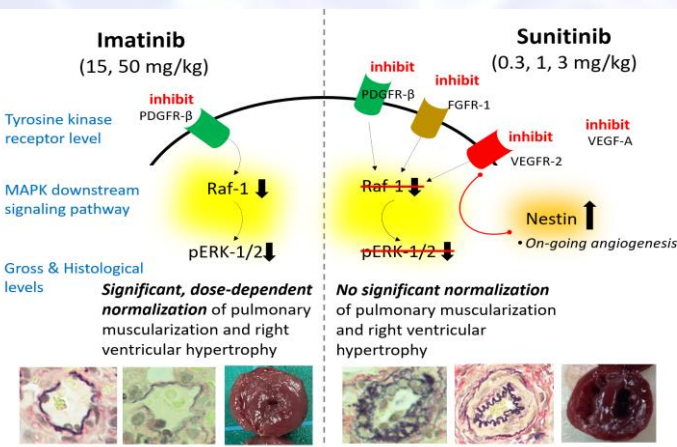 Imatinib
(15, 50 mg/kg)
Sunitinib
(0.3, 1, 3 mg/kg)
Tyrosine kinase
receptor level
inhibit
PDGFR-β
inhibit
PDGFR-β
inhibit
FGFR-1
inhibit
VEGFR-2
inhibit
VEGF-A
MAPK downstream
signaling pathway
Raf-1
pERK-1/2
Raf-1
pERK-1/2
Nestin
• On-going angiogenesis
Gross & Histological
levels
Significant, dose-dependent
normalization of pulmonary
muscularization and right
ventricular hypertrophy
No significant normalization
of pulmonary muscularization
and right ventricular
hypertrophy